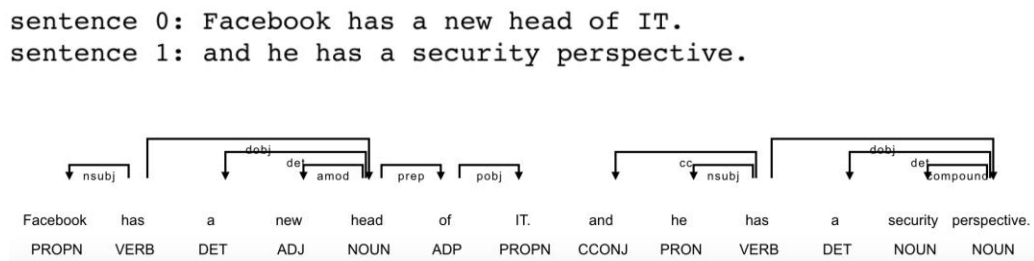 sentence 0: Facebook has a new head of IT.
sentence 1: and he has a security perspective.
dobj dobj
det cc det
nsubj amod prep pobj nsubj compound
Facebook has a new head of IT. and he has a security perspective.
PROPN VERB DET ADJ NOUN ADP PROPN CCONJ PRON VERB DET NOUN NOUN